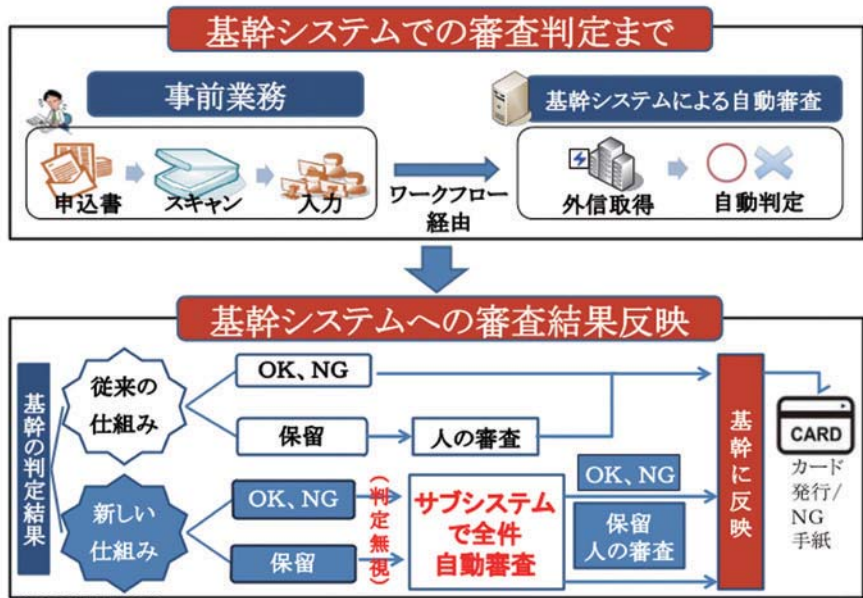 基幹システムでの審査判定まで
事前業務
基幹システムによる自動審査
申込書
スキャン
入力
ワークフロー
経由
外信取得
自動判定
基幹システムへの審査結果反映
基幹の判定結果
従来の
仕組み
OK、NG
保留
人の審査
新しい
仕組み
OK、NG
保留
(判定無視)
サブシステム
で全件
自動審査
OK、NG
保留
人の審査
基幹に反映
CARD
カード
発行/
NG
手紙